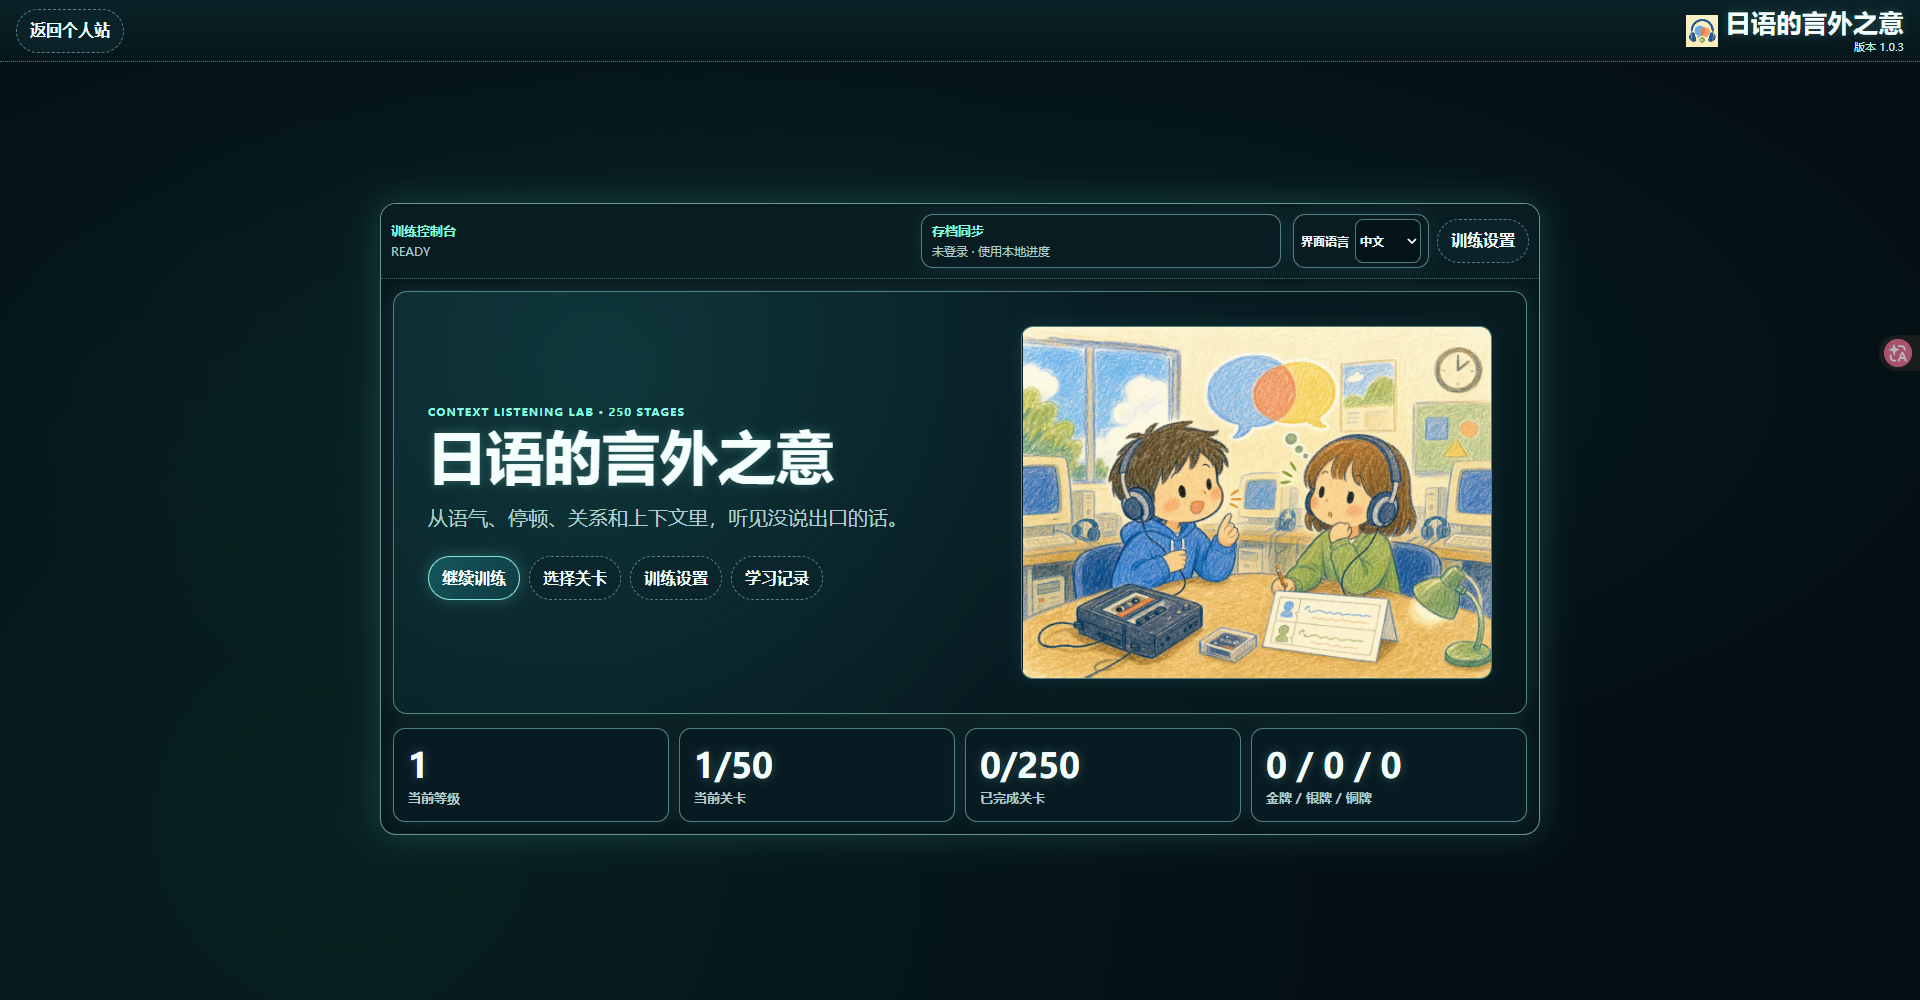 返回个人站
日语的言外之意
版本 1.0.3
训练控制台
READY
存档同步
未登录 · 使用本地进度
界面语言
中文
训练设置
CONTEXT LISTENING LAB • 250 STAGES
日语的言外之意
从语气、停顿、关系和上下文里，听见没说出口的话。
继续训练
选择关卡
训练设置
学习记录
1
当前等级
1/50
当前关卡
0/250
已完成关卡
0 / 0 / 0
金牌 / 银牌 / 铜牌